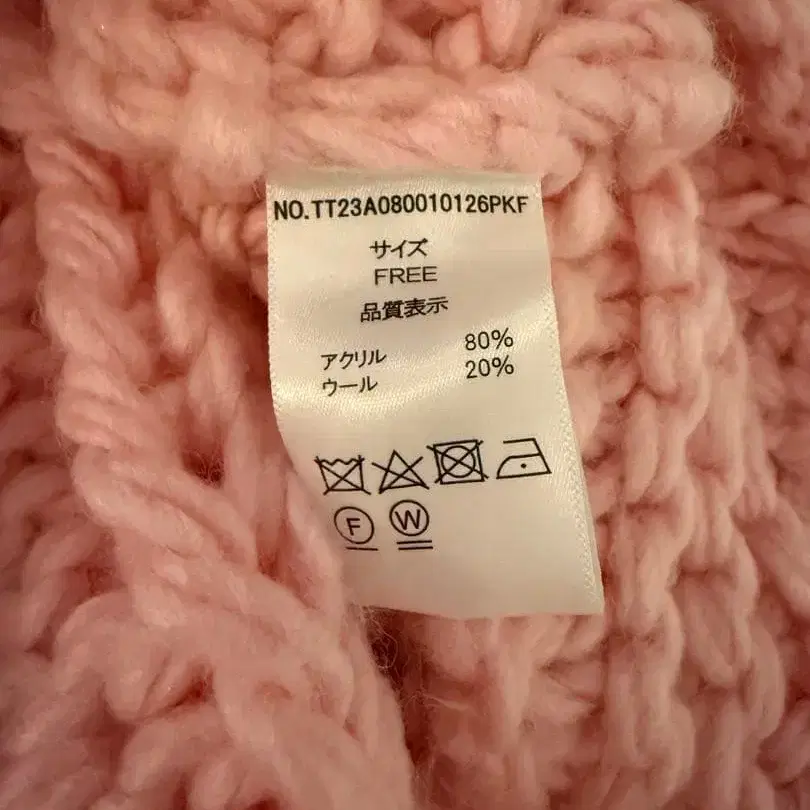 NO.TT23A080010126PKF
サイズ
FREE
品質表示
アクリル 80%
ウール 20%
F W